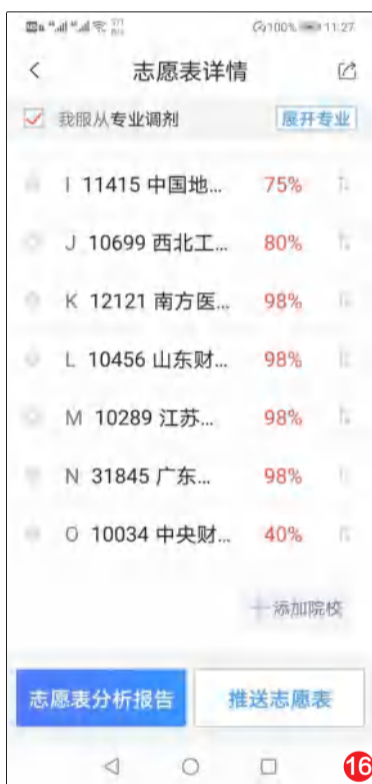 100% 11:27
志愿表详情
我服从专业调剂 展开专业
I 11415 中国地... 75%
J 10699 西北工... 80%
K 12121 南方医... 98%
L 10456 山东财... 98%
M 10289 江苏... 98%
N 31845 广东... 98%
O 10034 中央财... 40%
十添加院校
志愿表分析报告 推送志愿表
16